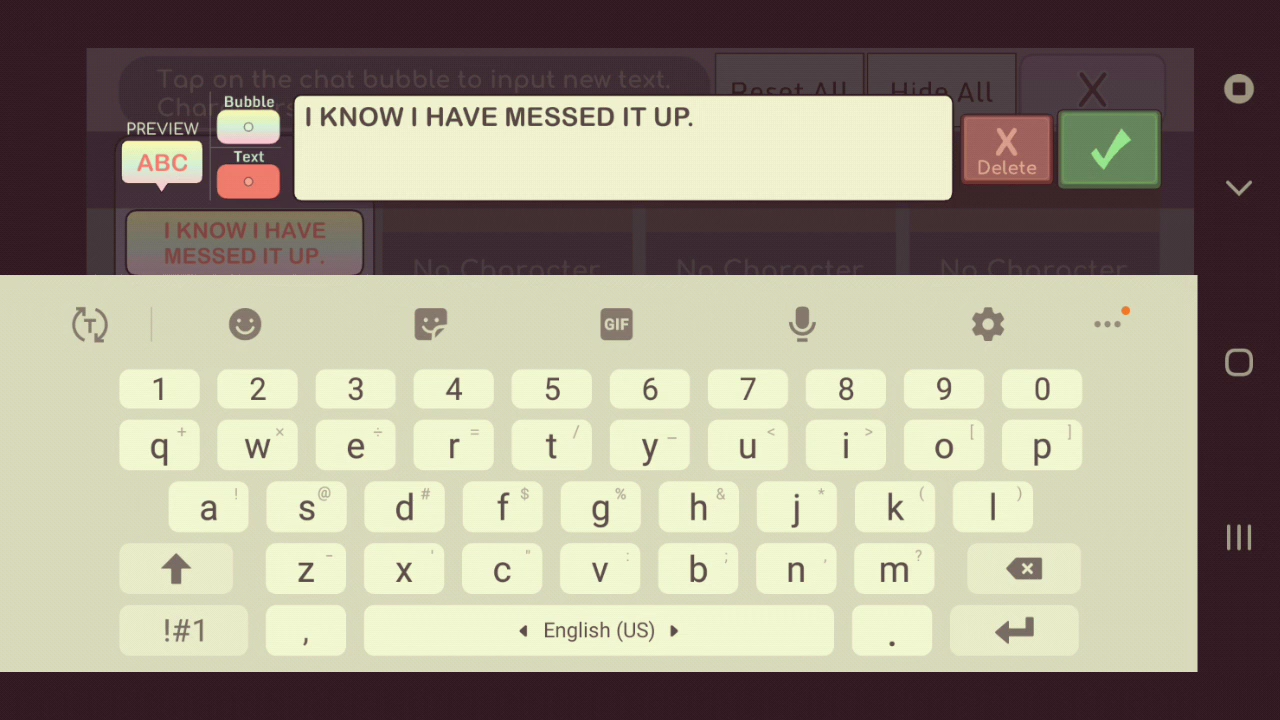 Tap on the chat bubble to input new text.
Reset All
Hide All
X
Bubble
PREVIEW
ABC
Text
I KNOW I HAVE MESSED IT UP.
X
Delete
I KNOW I HAVE
MESSED IT UP.
No Character
No Character
No Character
T
GIF
1 2 3 4 5 6 7 8 9 0
q + w × e ÷ r = t / y _ u < i > o [ p ]
a ! s @ d # f $ g % h & j * k ( l )
z - x ' c " v : b ; n , m ?
!#1 , English (US) .